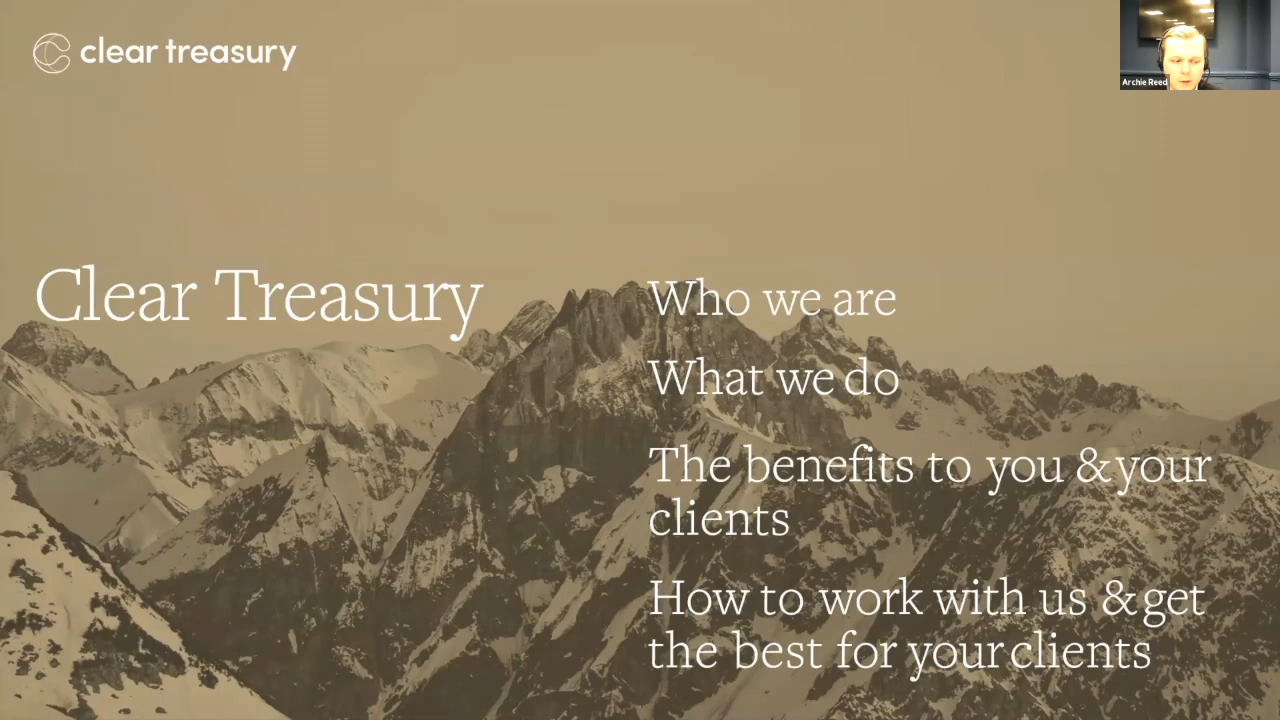 clear treasury
Archie Reed
Clear Treasury
Who we are
What we do
The benefits to you & your
clients
How to work with us & get
the best for your clients